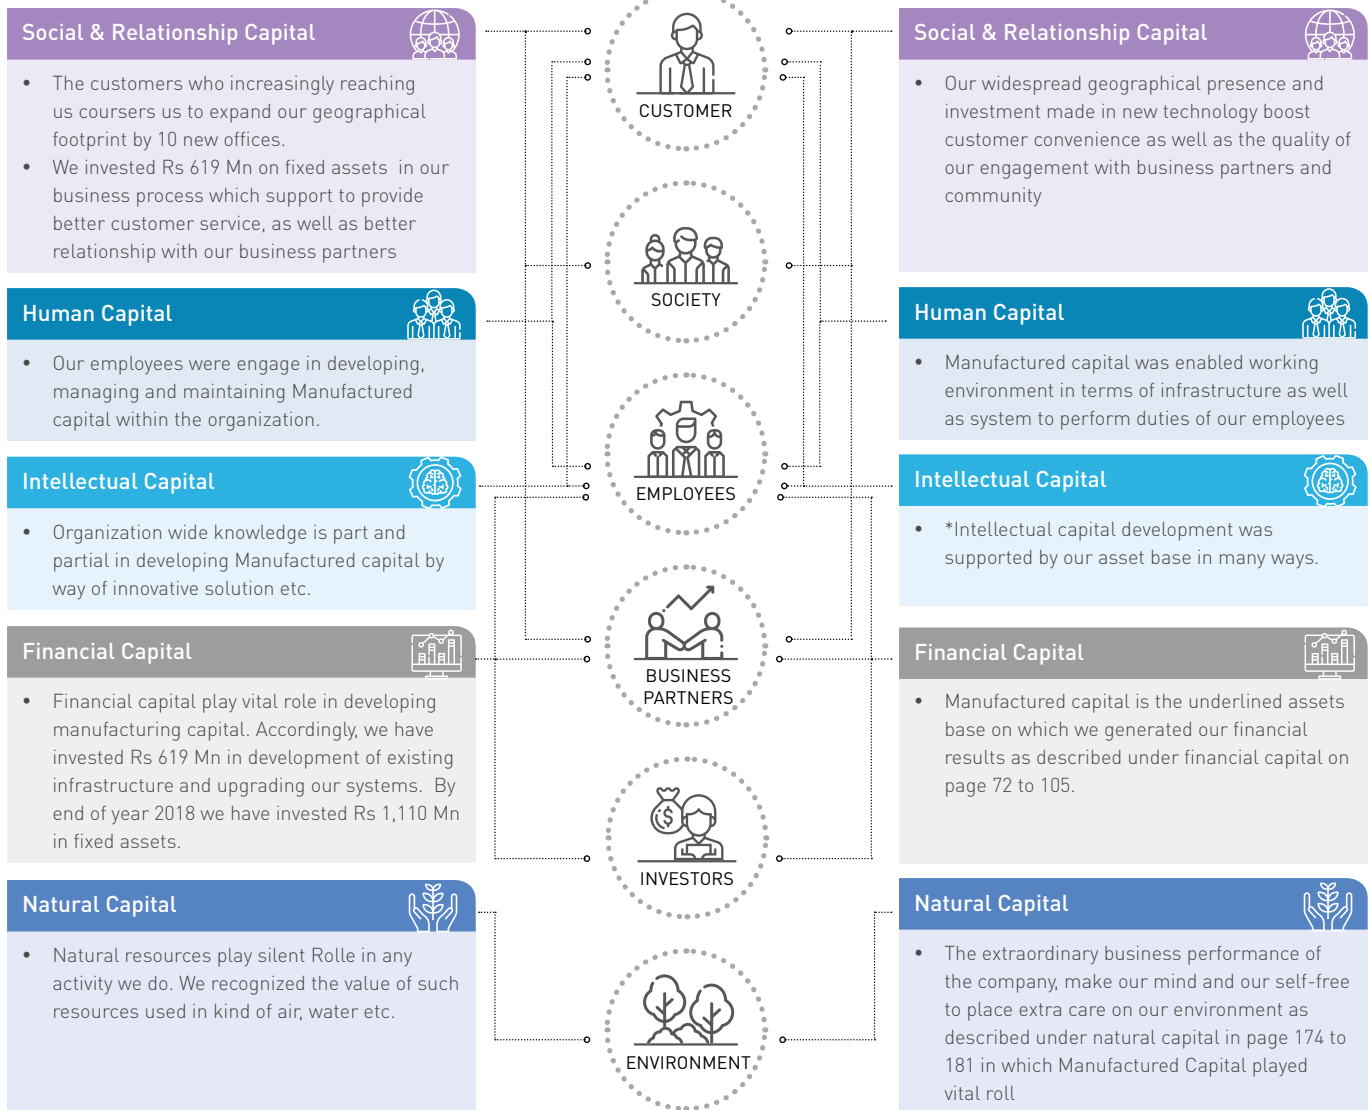 Social & Relationship Capital
• The customers who increasingly reaching
us coursers us to expand our geographical
footprint by 10 new offices.
• We invested Rs 619 Mn on fixed assets in our
business process which support to provide
better customer service, as well as better
relationship with our business partners
Human Capital
• Our employees were engage in developing,
managing and maintaining Manufactured
capital within the organization.
Intellectual Capital
• Organization wide knowledge is part and
partial in developing Manufactured capital by
way of innovative solution etc.
Financial Capital
• Financial capital play vital role in developing
manufacturing capital. Accordingly, we have
invested Rs 619 Mn in development of existing
infrastructure and upgrading our systems. By
end of year 2018 we have invested Rs 1,110 Mn
in fixed assets.
Natural Capital
• Natural resources play silent Rolle in any
activity we do. We recognized the value of such
resources used in kind of air, water etc.
CUSTOMER
SOCIETY
EMPLOYEES
BUSINESS
PARTNERS
$
INVESTORS
ENVIRONMENT
Social & Relationship Capital
• Our widespread geographical presence and
investment made in new technology boost
customer convenience as well as the quality of
our engagement with business partners and
community
Human Capital
• Manufactured capital was enabled working
environment in terms of infrastructure as well
as system to perform duties of our employees
Intellectual Capital
• *Intellectual capital development was
supported by our asset base in many ways.
Financial Capital
• Manufactured capital is the underlined assets
base on which we generated our financial
results as described under financial capital on
page 72 to 105.
Natural Capital
• The extraordinary business performance of
the company, make our mind and our self-free
to place extra care on our environment as
described under natural capital in page 174 to
181 in which Manufactured Capital played
vital roll